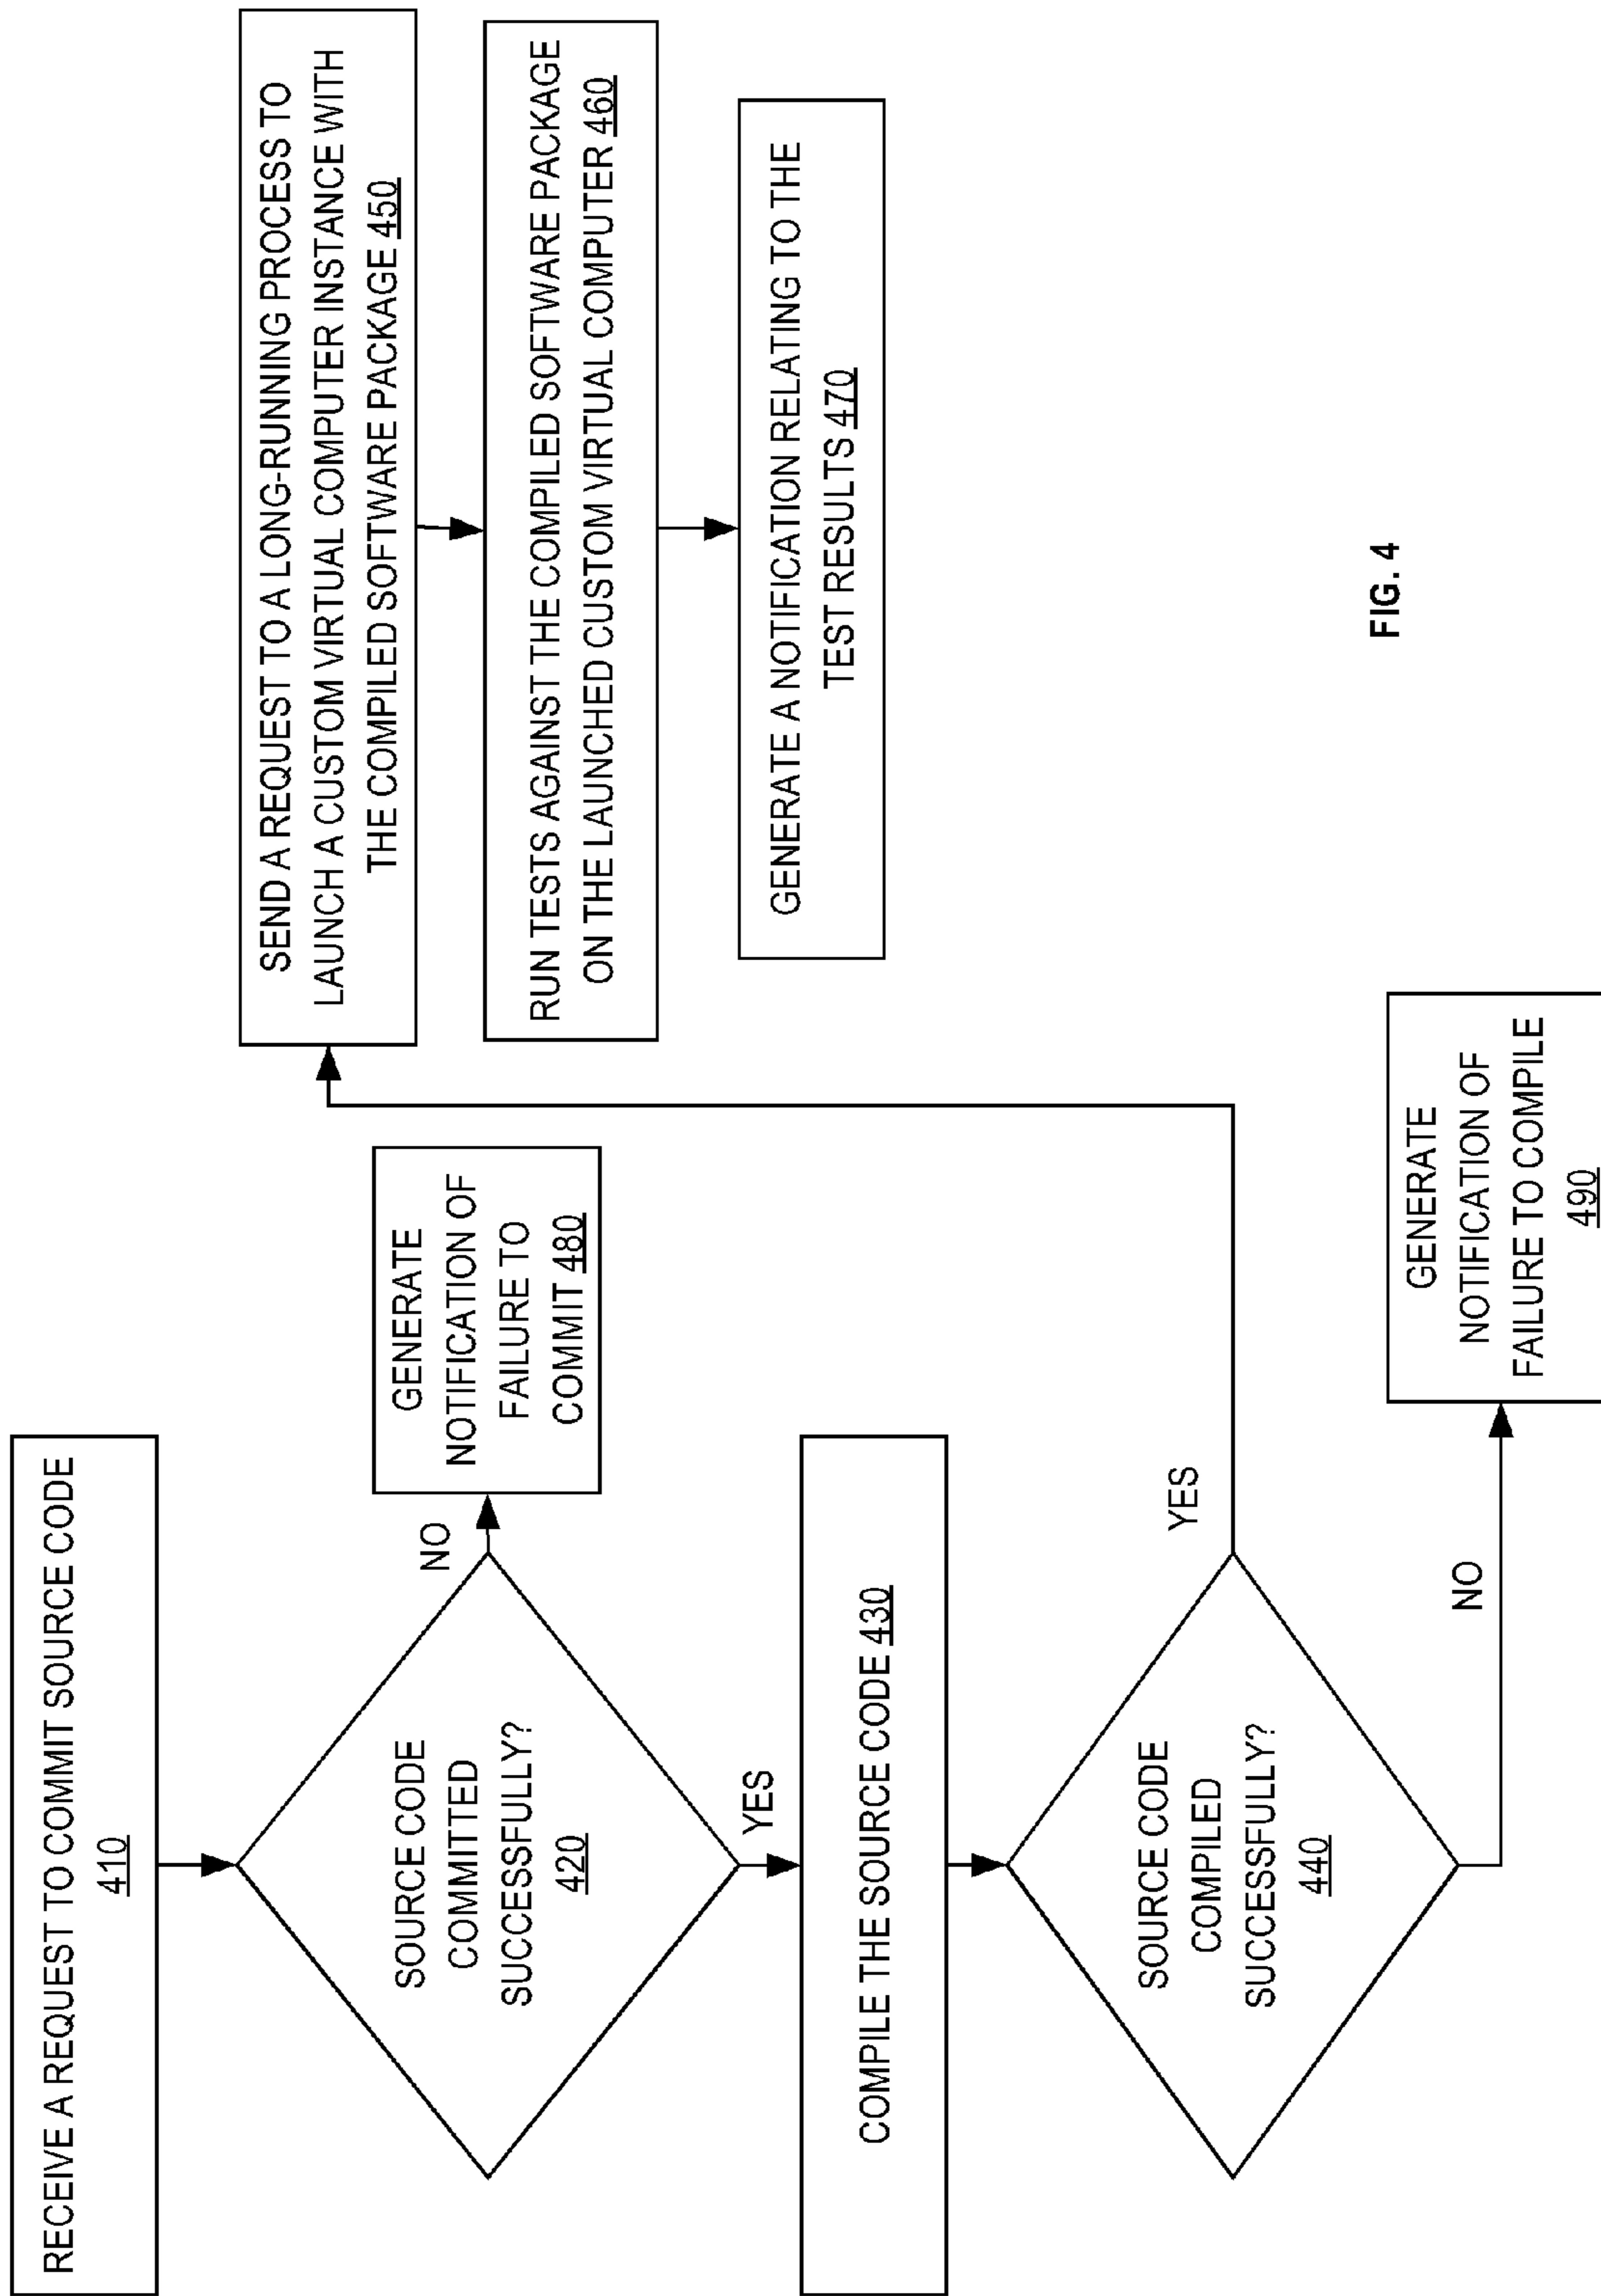 RECEIVE A REQUEST TO COMMIT SOURCE CODE
410
SOURCE CODE
COMMITTED
SUCCESSFULLY?
420
NO
GENERATE
NOTIFICATION OF
FAILURE TO
COMMIT 480
YES
COMPILE THE SOURCE CODE 430
SOURCE CODE
COMPILED
SUCCESSFULLY?
440
YES
NO
GENERATE
NOTIFICATION OF
FAILURE TO COMPILE
490
SEND A REQUEST TO A LONG-RUNNING PROCESS TO
LAUNCH A CUSTOM VIRTUAL COMPUTER INSTANCE WITH
THE COMPILED SOFTWARE PACKAGE 450
RUN TESTS AGAINST THE COMPILED SOFTWARE PACKAGE
ON THE LAUNCHED CUSTOM VIRTUAL COMPUTER 460
GENERATE A NOTIFICATION RELATING TO THE
TEST RESULTS 470
FIG. 4